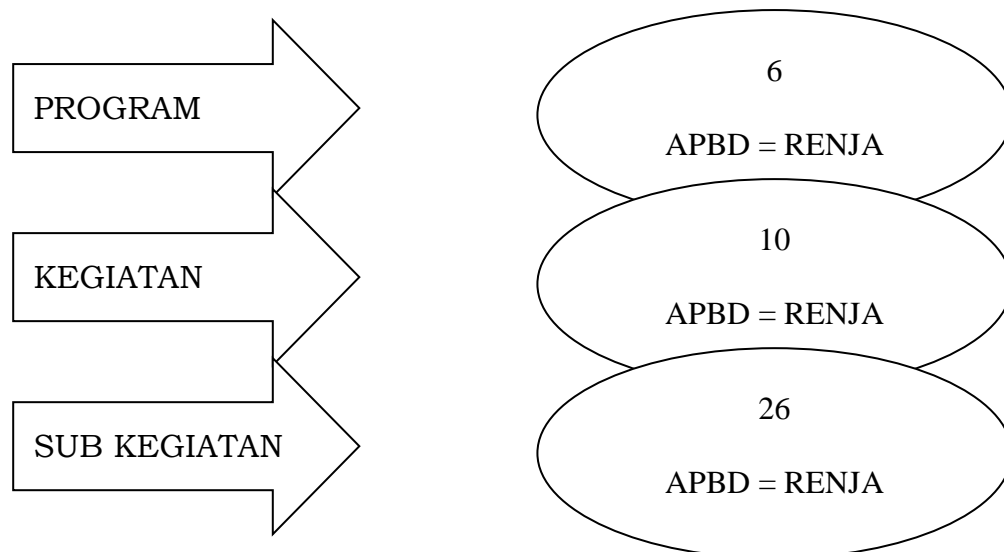 PROGRAM
6
APBD = RENJA
KEGIATAN
10
APBD = RENJA
SUB KEGIATAN
26
APBD = RENJA